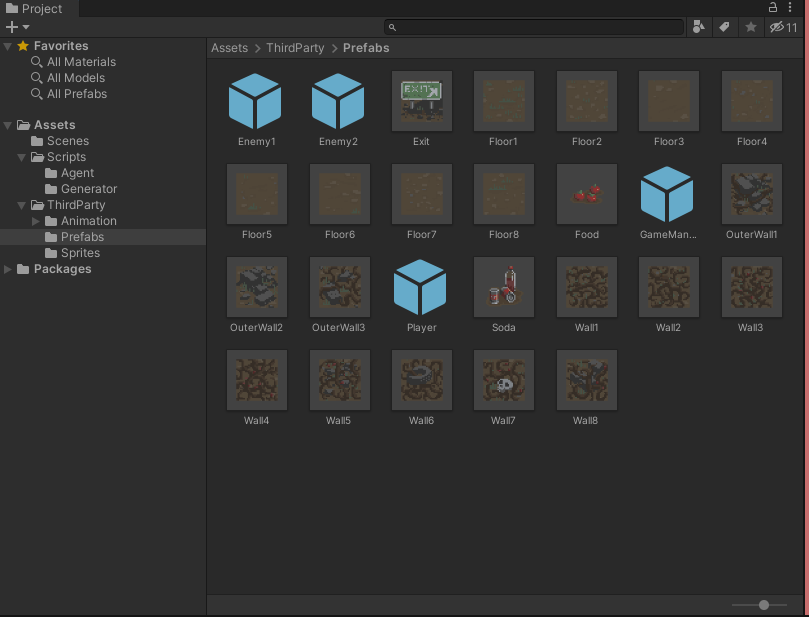 Project
11
Favorites
All Materials
All Models
All Prefabs
Assets
Scenes
Scripts
Agent
Generator
ThirdParty
Animation
Prefabs
Sprites
Packages
Assets > ThirdParty > Prefabs
Enemy1 Enemy2 Exit Floor1 Floor2 Floor3 Floor4
EXIT
Floor5 Floor6 Floor7 Floor8 Food GameMan... OuterWall1
OuterWall2 OuterWall3 Player Soda Wall1 Wall2 Wall3
Wall4 Wall5 Wall6 Wall7 Wall8